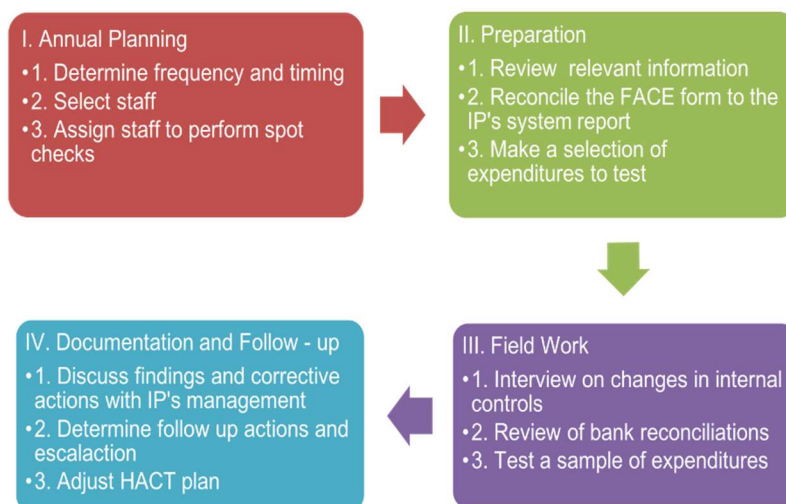 I. Annual Planning
•1. Determine frequency and timing
•2. Select staff
•3. Assign staff to perform spot
checks
II. Preparation
•1. Review relevant information
•2. Reconcile the FACE form to the
IP's system report
•3. Make a selection of
expenditures to test
III. Field Work
•1. Interview on changes in internal
controls
•2. Review of bank reconciliations
•3. Test a sample of expenditures
IV. Documentation and Follow - up
•1. Discuss findings and corrective
actions with IP's management
•2. Determine follow up actions and
escalaction
•3. Adjust HACT plan